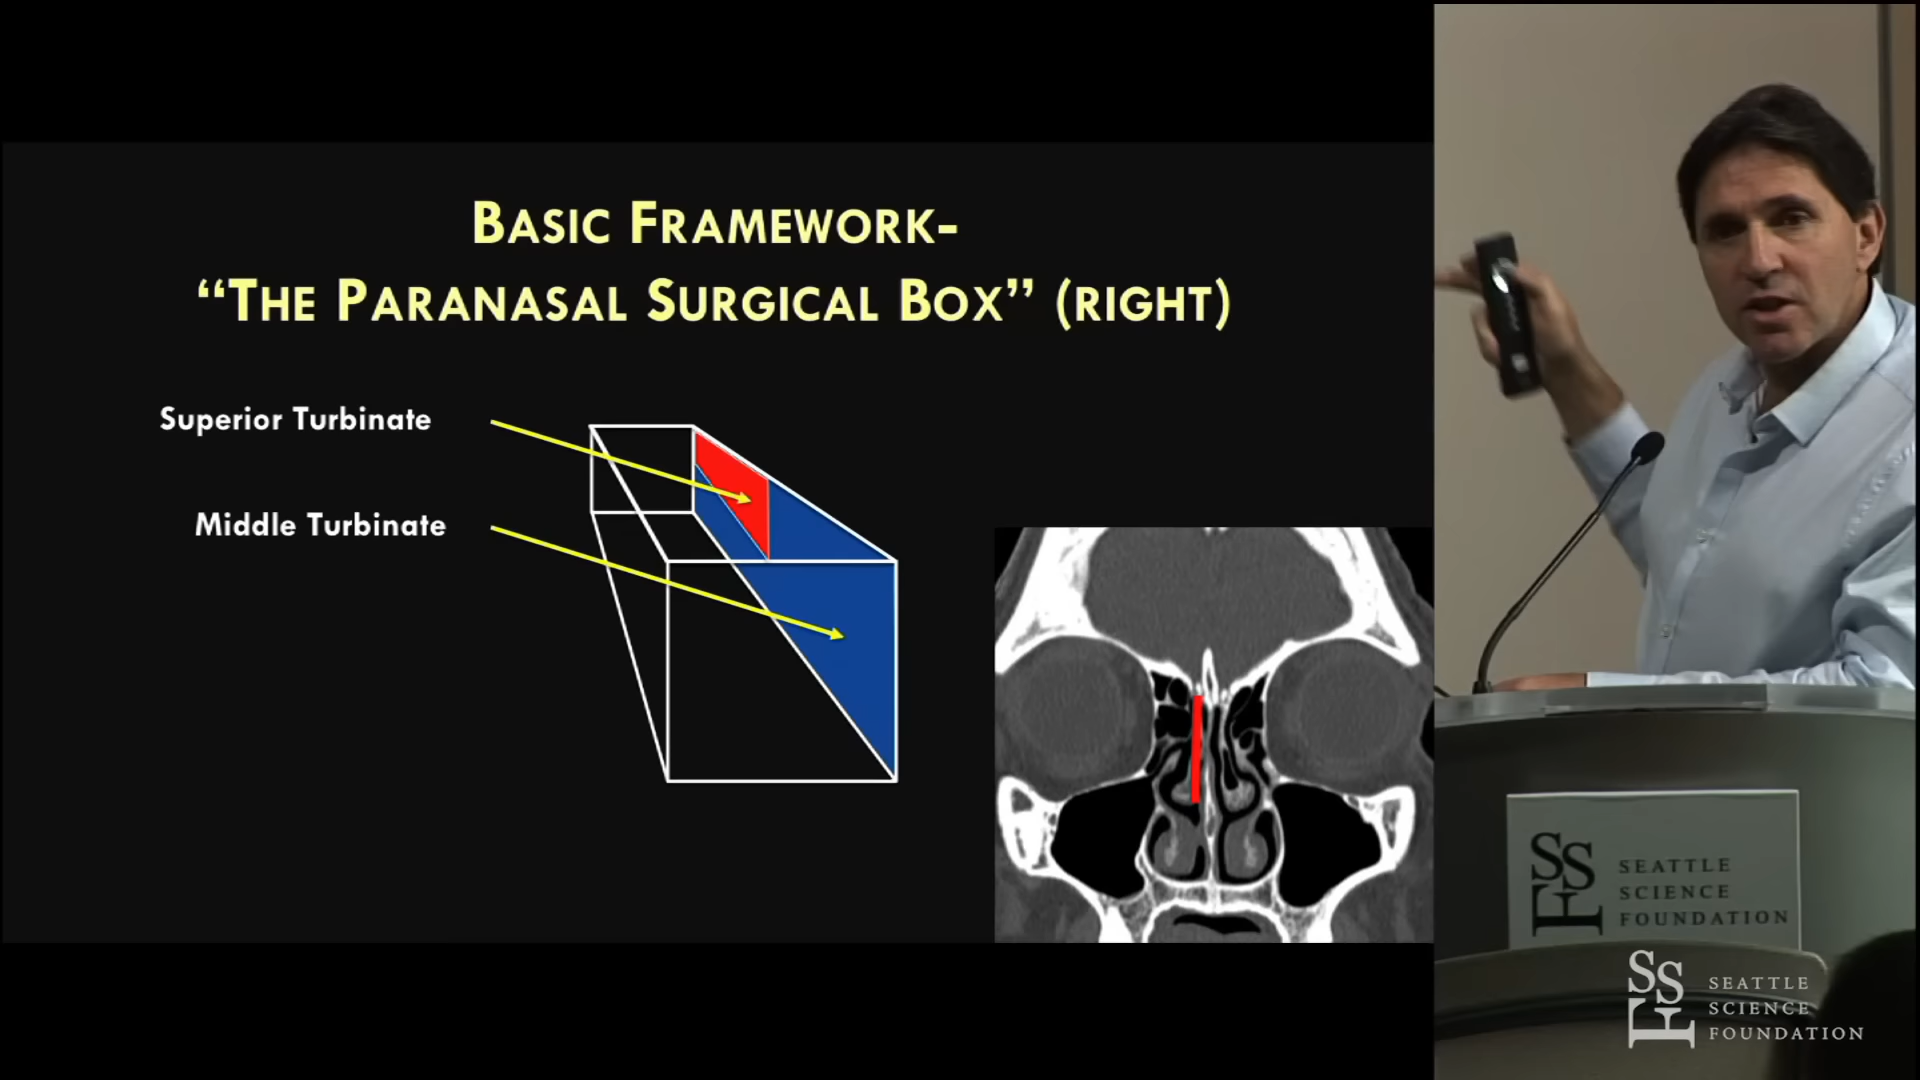 BASIC FRAMEWORK-
“THE PARANASAL SURGICAL BOX” (RIGHT)
Superior Turbinate
Middle Turbinate
SSF
SEATTLE
SCIENCE
FOUNDATION
SSF
SEATTLE
SCIENCE
FOUNDATION